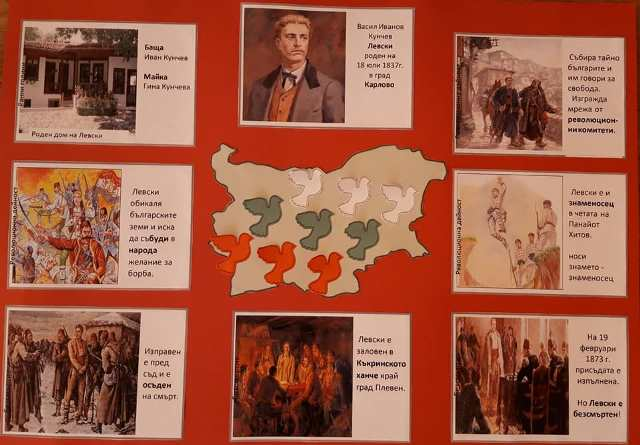 Баща
Иван Кунчев
Майка
Гина Кунчева
Роден дом на Левски
Васил Иванов
Кунчев
Левски
роден на
18 юли 1837г.
в град
Карлово
Събира тайно
българите и
им говори за
свобода.
Изгражда
мрежа от
революцион-
ни комитети.
Революционна дейност
Левски
обикаля
българските
земи и иска
да събуди в
народа
желание за
борба.
Революционна дейност
Левски е и
знаменосец
в четата на
Панайот
Хитов.
носи
знамето -
знаменосец
Изправен
е пред
съд и е
осъден
на смърт.
Левски е
заловен в
Къкринското
ханче край
град Плевен.
На 19
февруари
1873 г.
присъдата е
изпълнена.
Но Левски е
безсмъртен!